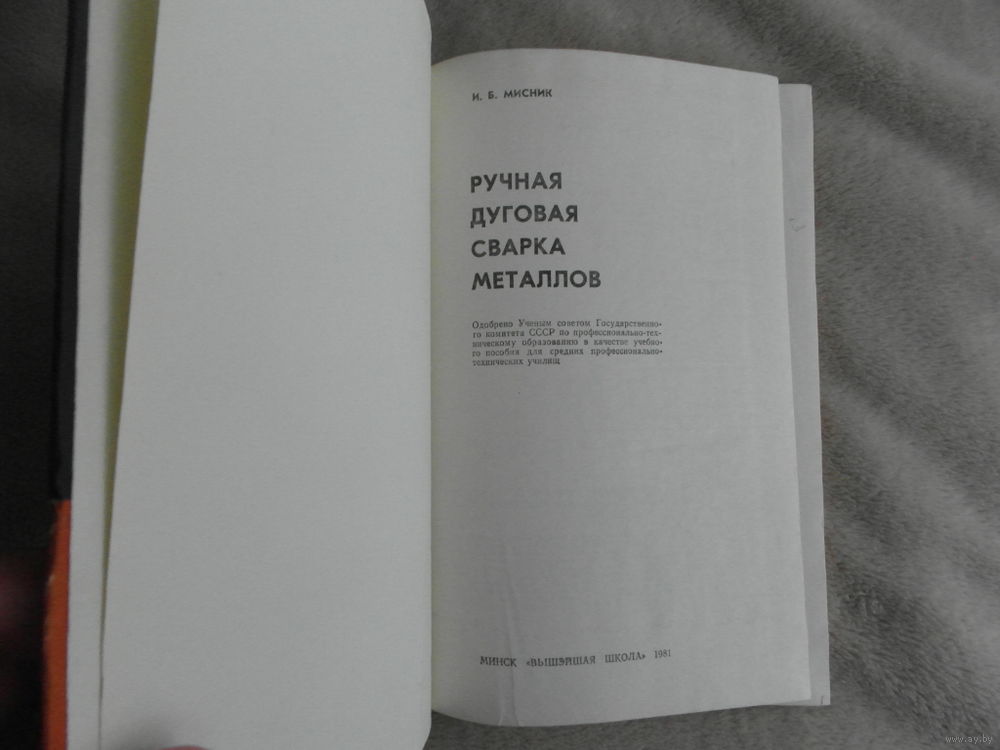 И. Б. МИСНИК
РУЧНАЯ
ДУГОВАЯ
СВАРКА
МЕТАЛЛОВ
Одобрено Ученым советом Государственно-
го комитета СССР по профессионально-тех-
ническому образованию в качестве учебно-
го пособия для средних профессионально-
технических училищ
МИНСК «ВЫШЭЙШАЯ ШКОЛА» 1981
www.ay.by